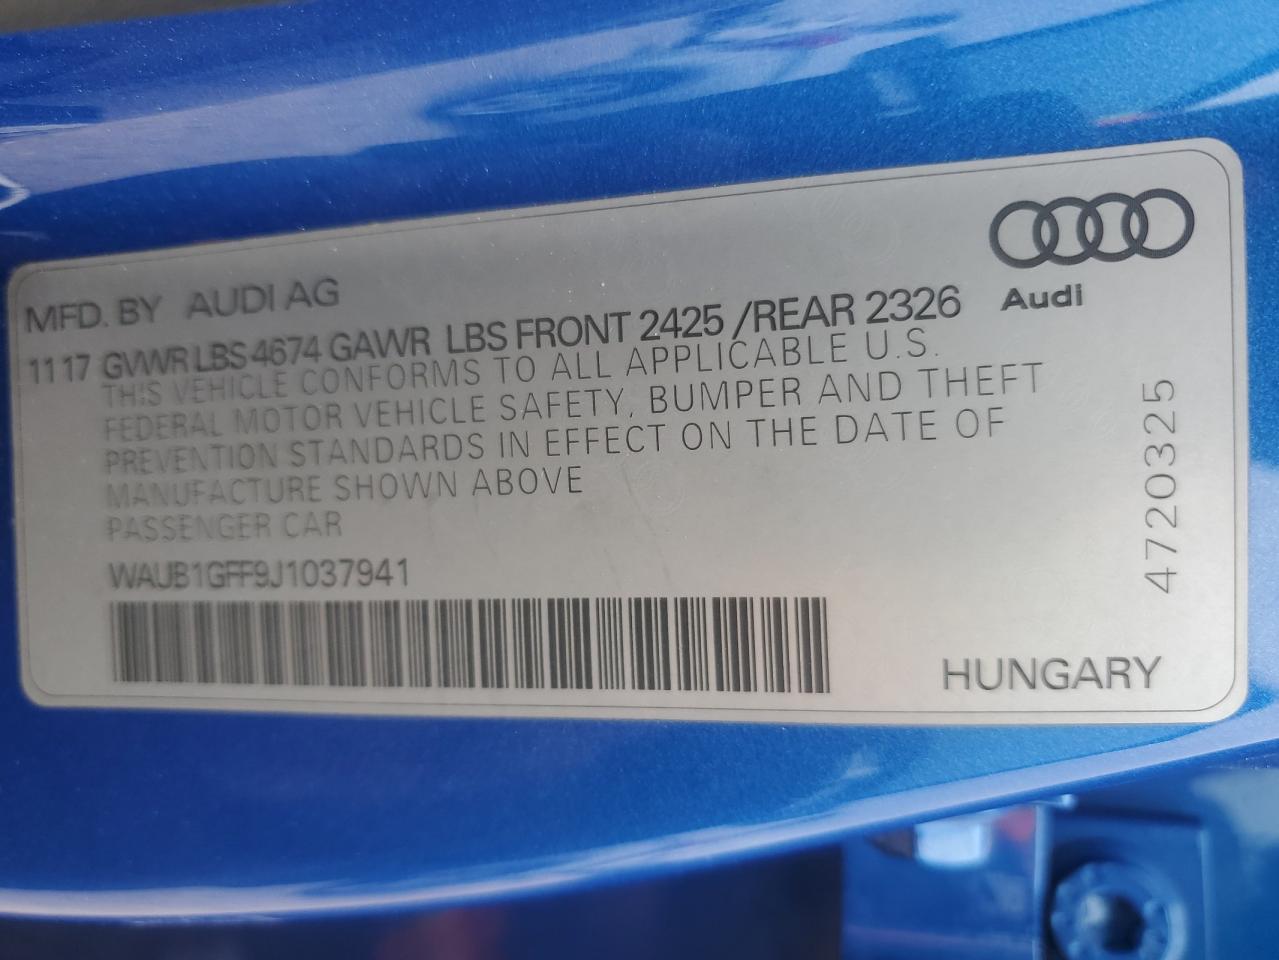 MFD. BY AUDI AG
Audi
11 17 GVWR LBS 4674 GAWR LBS FRONT 2425 /REAR 2326
THIS VEHICLE CONFORMS TO ALL APPLICABLE U.S.
FEDERAL MOTOR VEHICLE SAFETY, BUMPER AND THEFT
PREVENTION STANDARDS IN EFFECT ON THE DATE OF
MANUFACTURE SHOWN ABOVE
PASSENGER CAR
WAUB1GFF9J1037941
4720325
HUNGARY